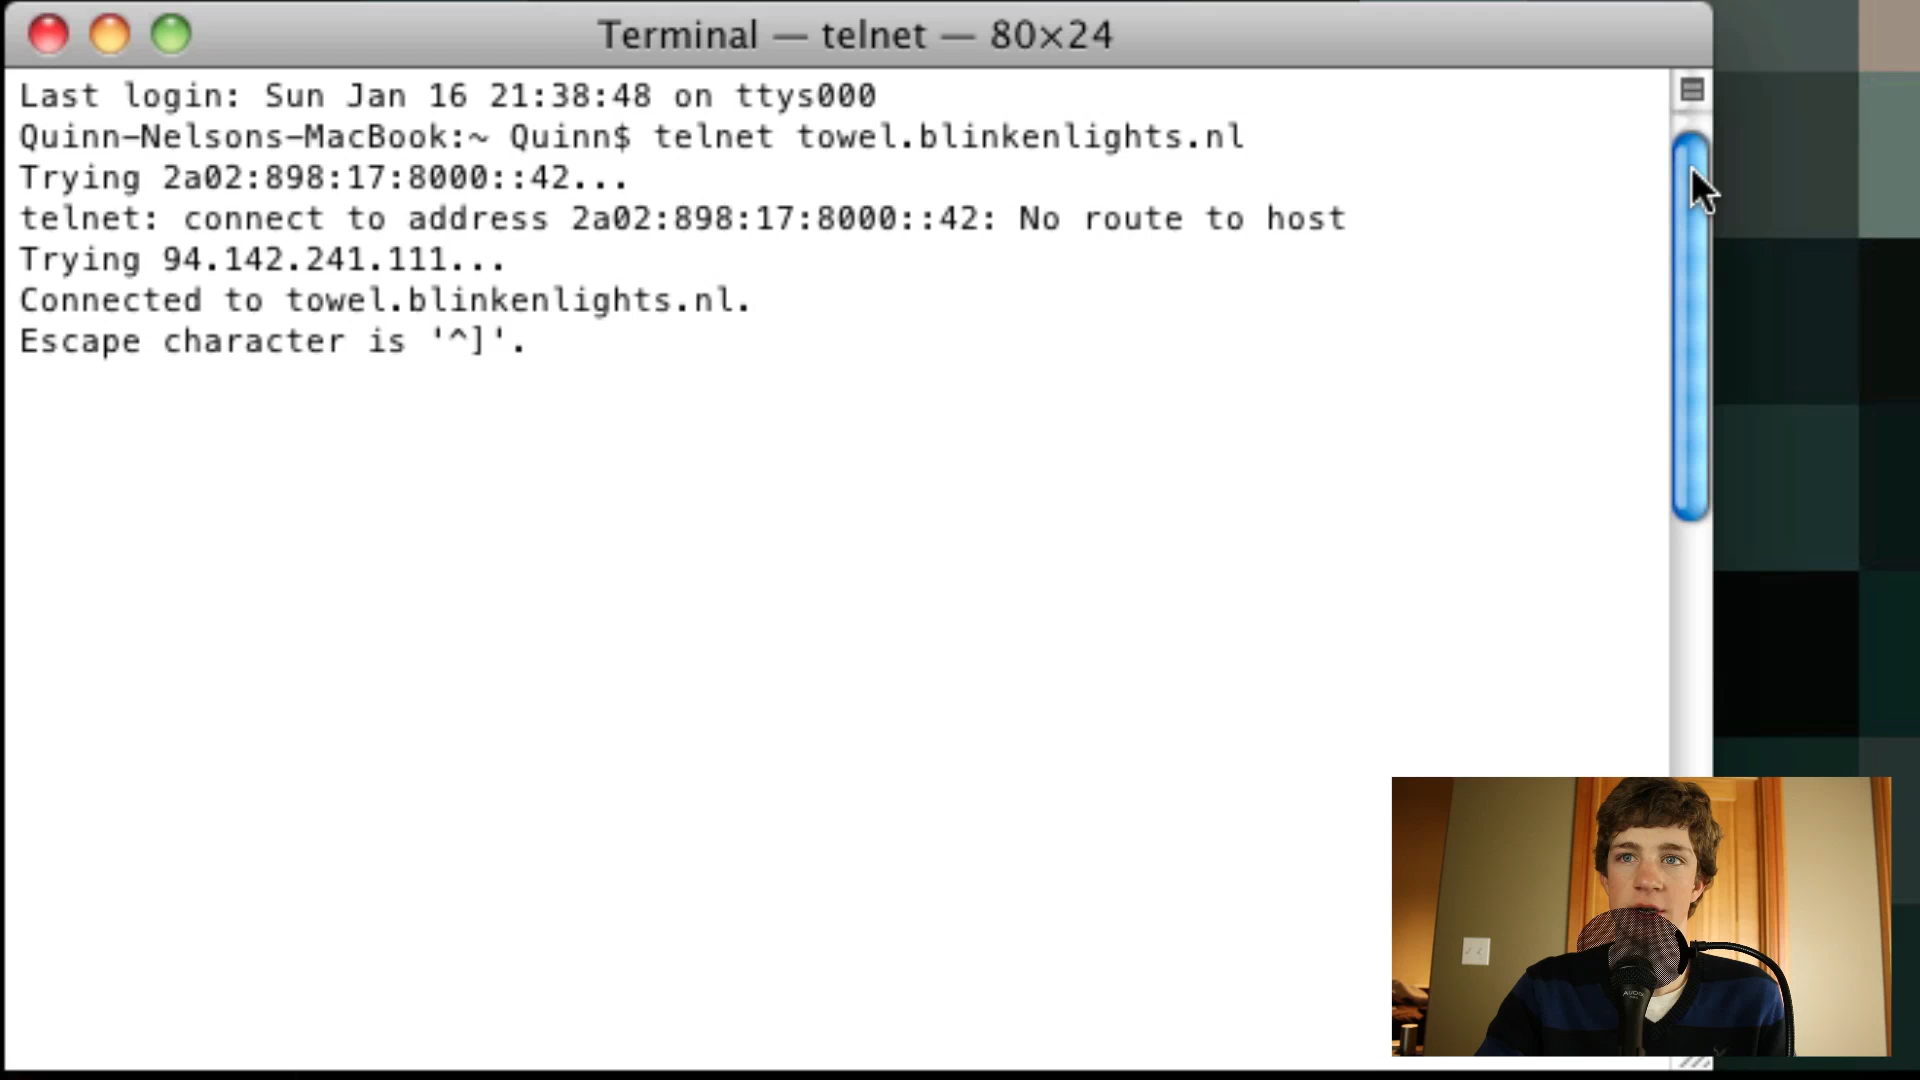 Terminal — telnet — 80×24
Last login: Sun Jan 16 21:38:48 on ttys000
Quinn-Nelsons-MacBook:~ Quinn$ telnet towel.blinkenlights.nl
Trying 2a02:898:17:8000::42...
telnet: connect to address 2a02:898:17:8000::42: No route to host
Trying 94.142.241.111...
Connected to towel.blinkenlights.nl.
Escape character is '^]'.